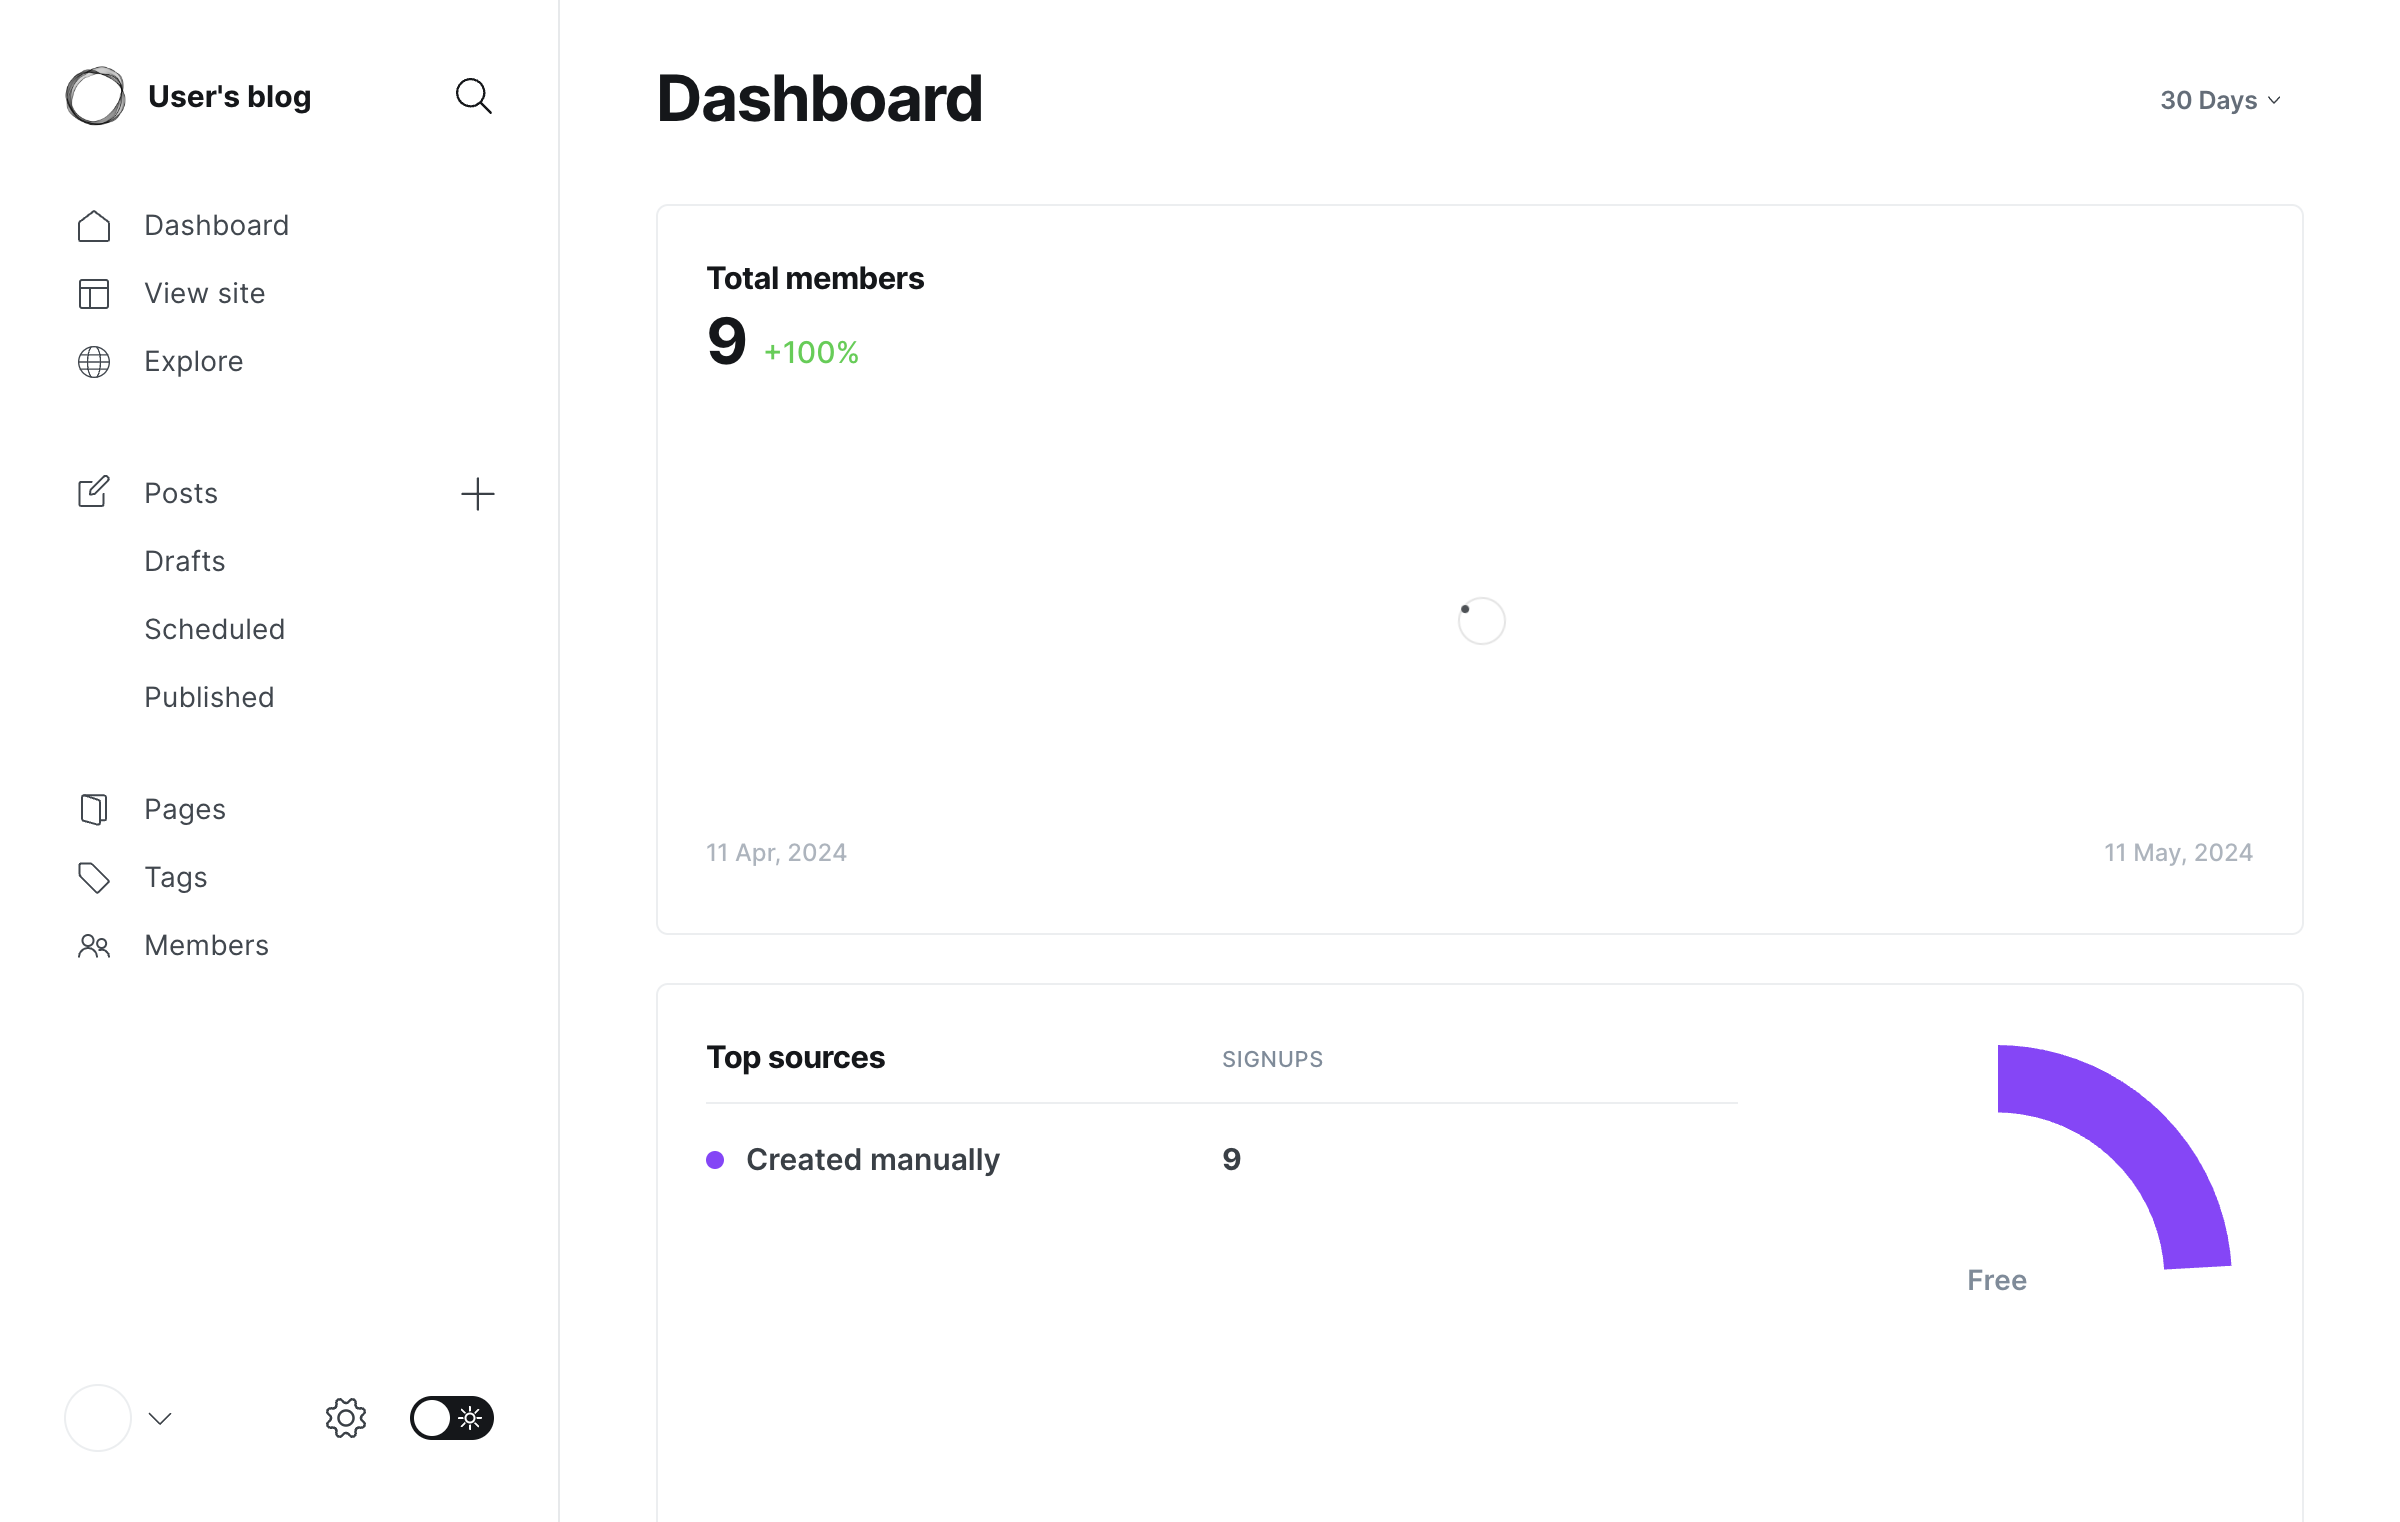 User's blog
Dashboard
View site
Explore
Posts
Drafts
Scheduled
Published
Pages
Tags
Members
Dashboard
30 Days
Total members
9 +100%
11 Apr, 2024
11 May, 2024
Top sources
SIGNUPS
Created manually
9
Free